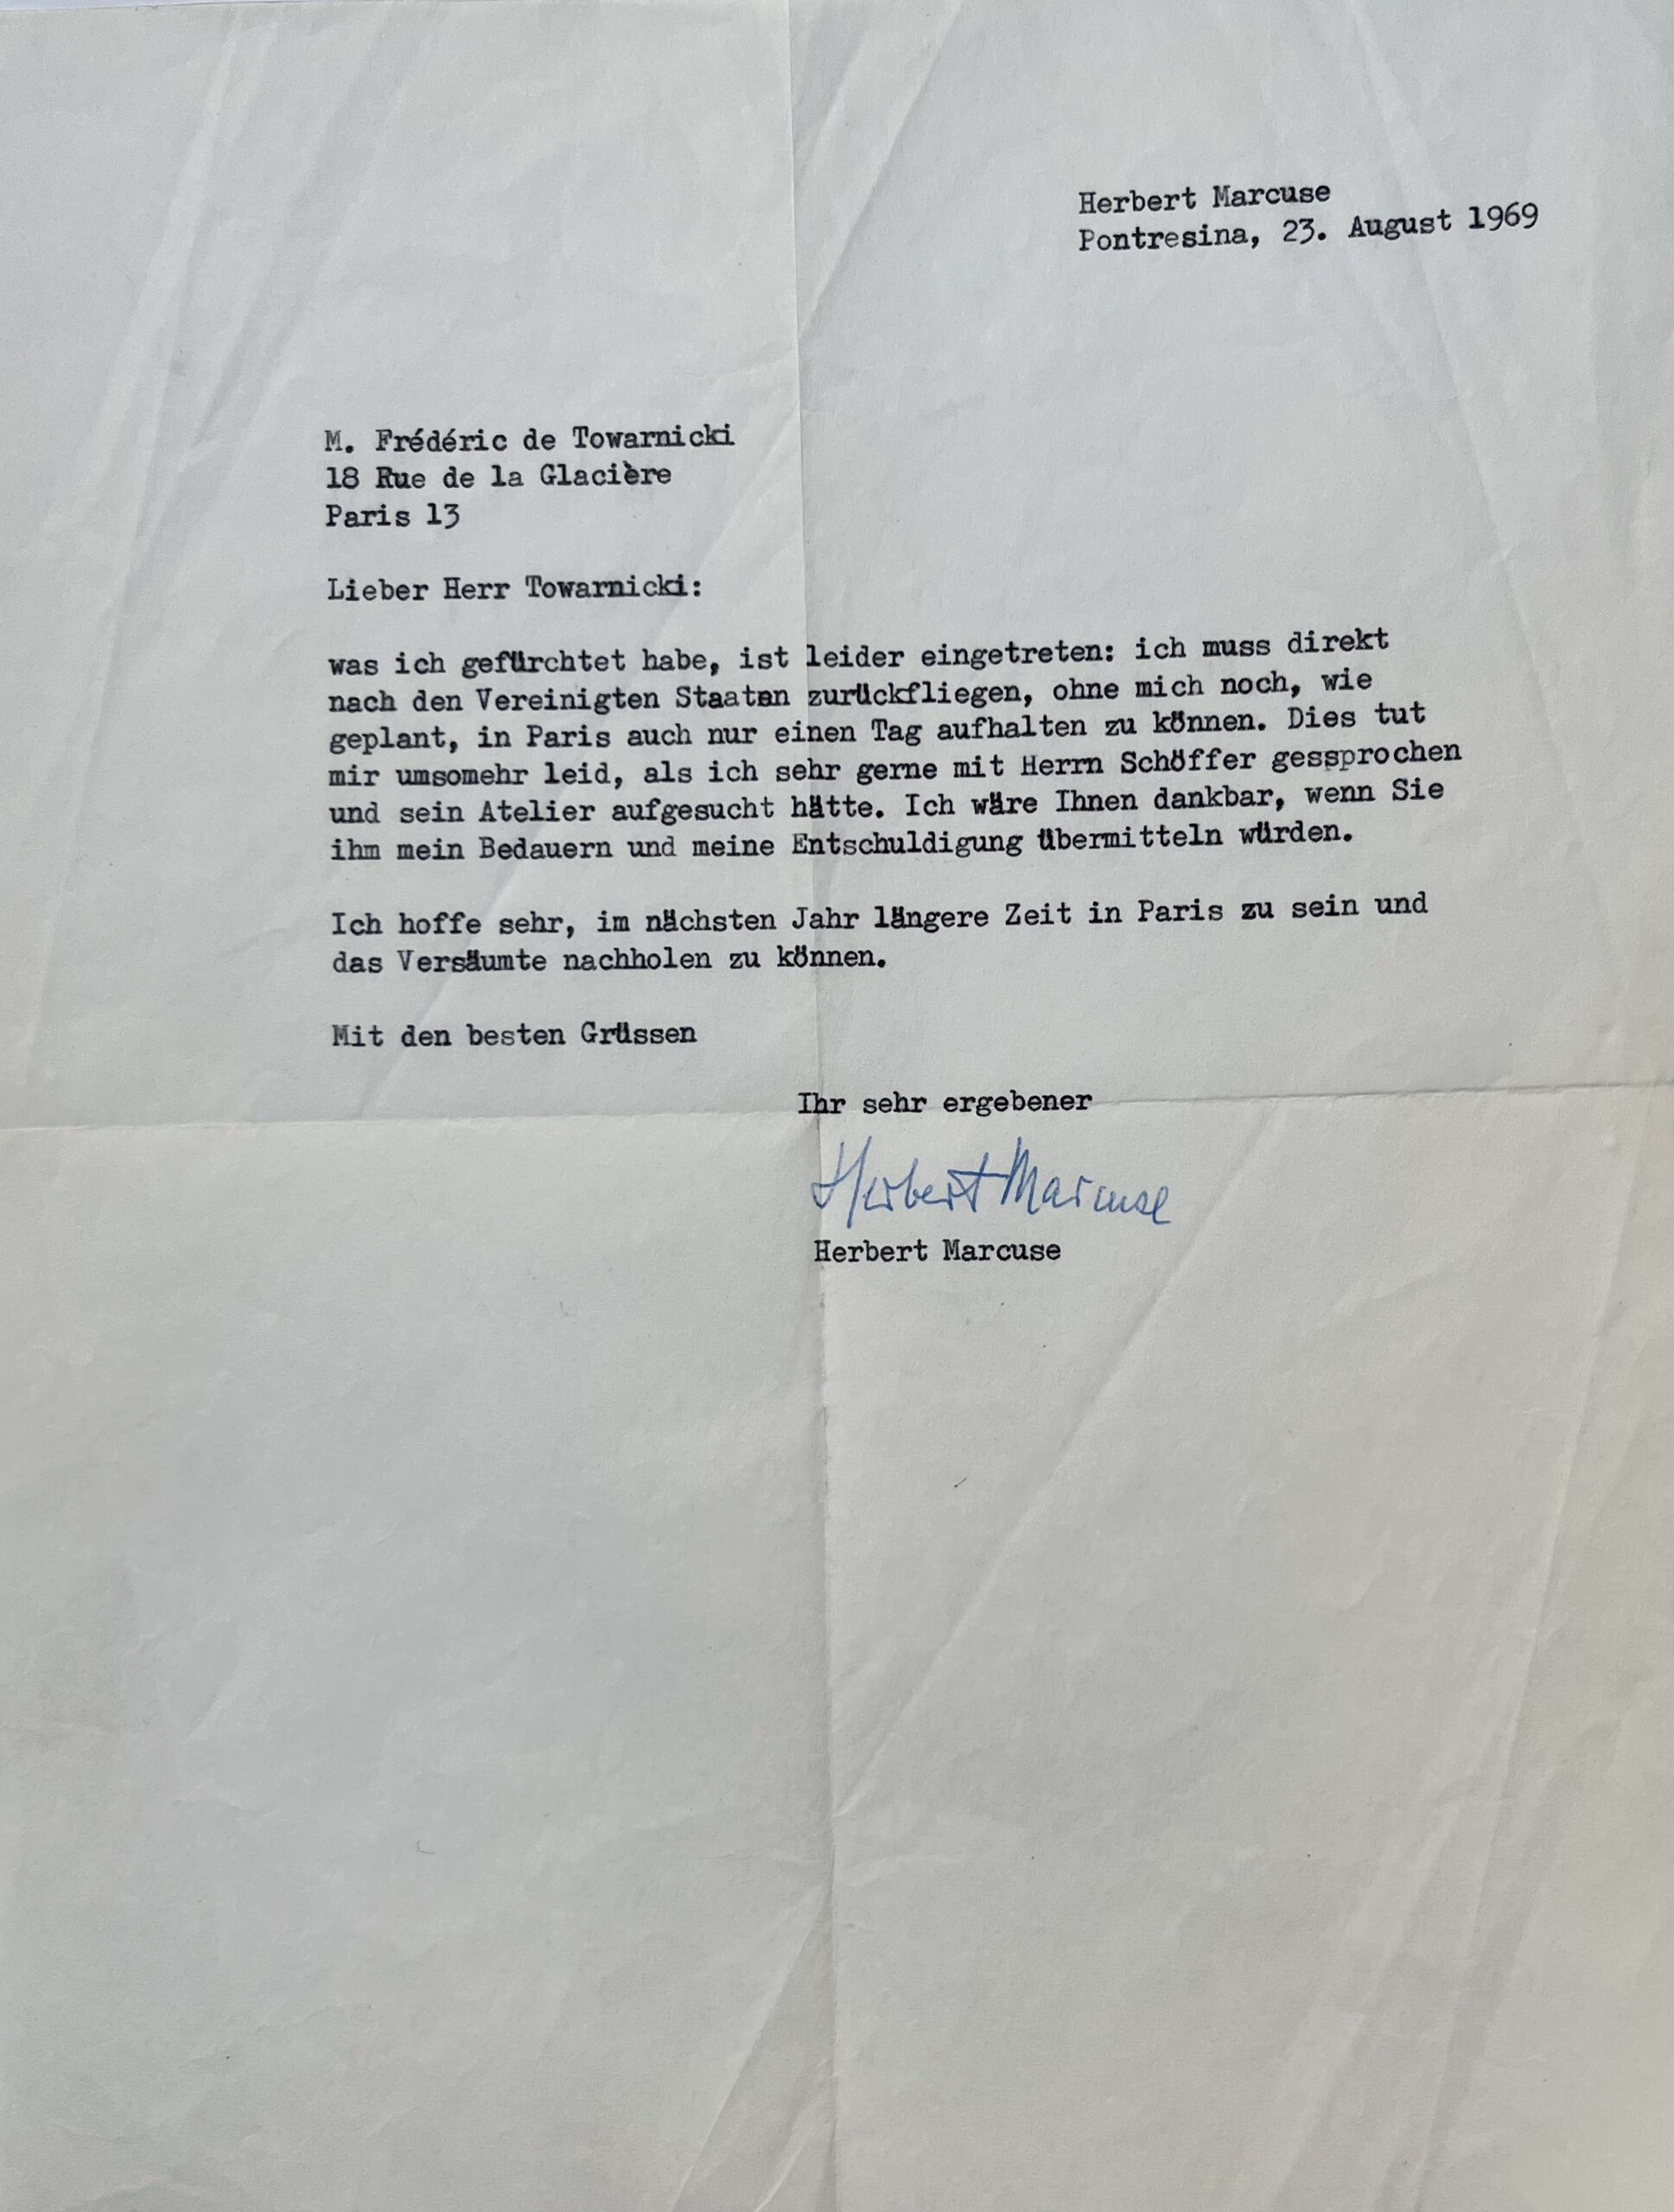 Herbert Marcuse
Pontresina, 23. August 1969
M. Frédéric de Towarnicki
18 Rue de la Glacière
Paris 13
Lieber Herr Towarnicki:
was ich gefürchtet habe, ist leider eingetreten: ich muss direkt
nach den Vereinigten Staaten zurückfliegen, ohne mich noch, wie
geplant, in Paris auch nur einen Tag aufhalten zu können. Dies tut
mir umsomehr leid, als ich sehr gerne mit Herrn Schöffer gessprochen
und sein Atelier aufgesucht hätte. Ich wäre Ihnen dankbar, wenn Sie
ihm mein Bedauern und meine Entschuldigung übermitteln würden.
Ich hoffe sehr, im nächsten Jahr längere Zeit in Paris zu sein und
das Versäumte nachholen zu können.
Mit den besten Grüssen
Ihr sehr ergebener
Herbert Marcuse
Herbert Marcuse